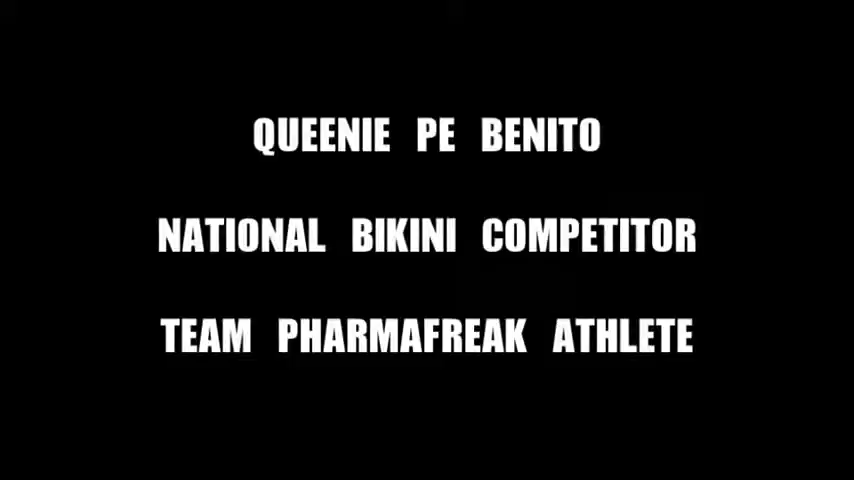 QUEENIE PE BENITO
NATIONAL BIKINI COMPETITOR
TEAM PHARMAFREAK ATHLETE